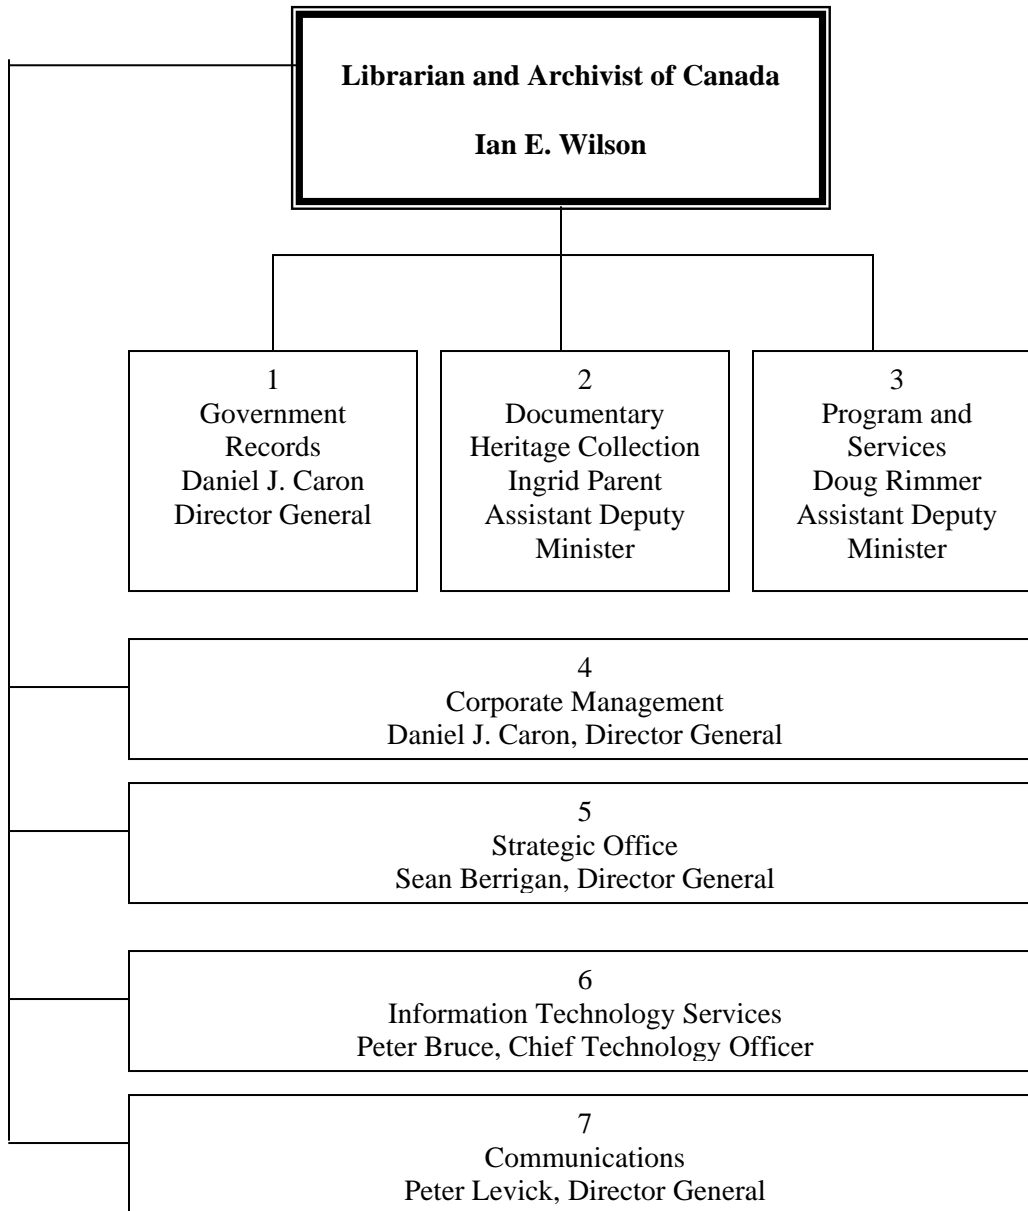 Librarian and Archivist of Canada
Ian E. Wilson
1
Government
Records
Daniel J. Caron
Director General
2
Documentary
Heritage Collection
Ingrid Parent
Assistant Deputy
Minister
3
Program and
Services
Doug Rimmer
Assistant Deputy
Minister
4
Corporate Management
Daniel J. Caron, Director General
5
Strategic Office
Sean Berrigan, Director General
6
Information Technology Services
Peter Bruce, Chief Technology Officer
7
Communications
Peter Levick, Director General